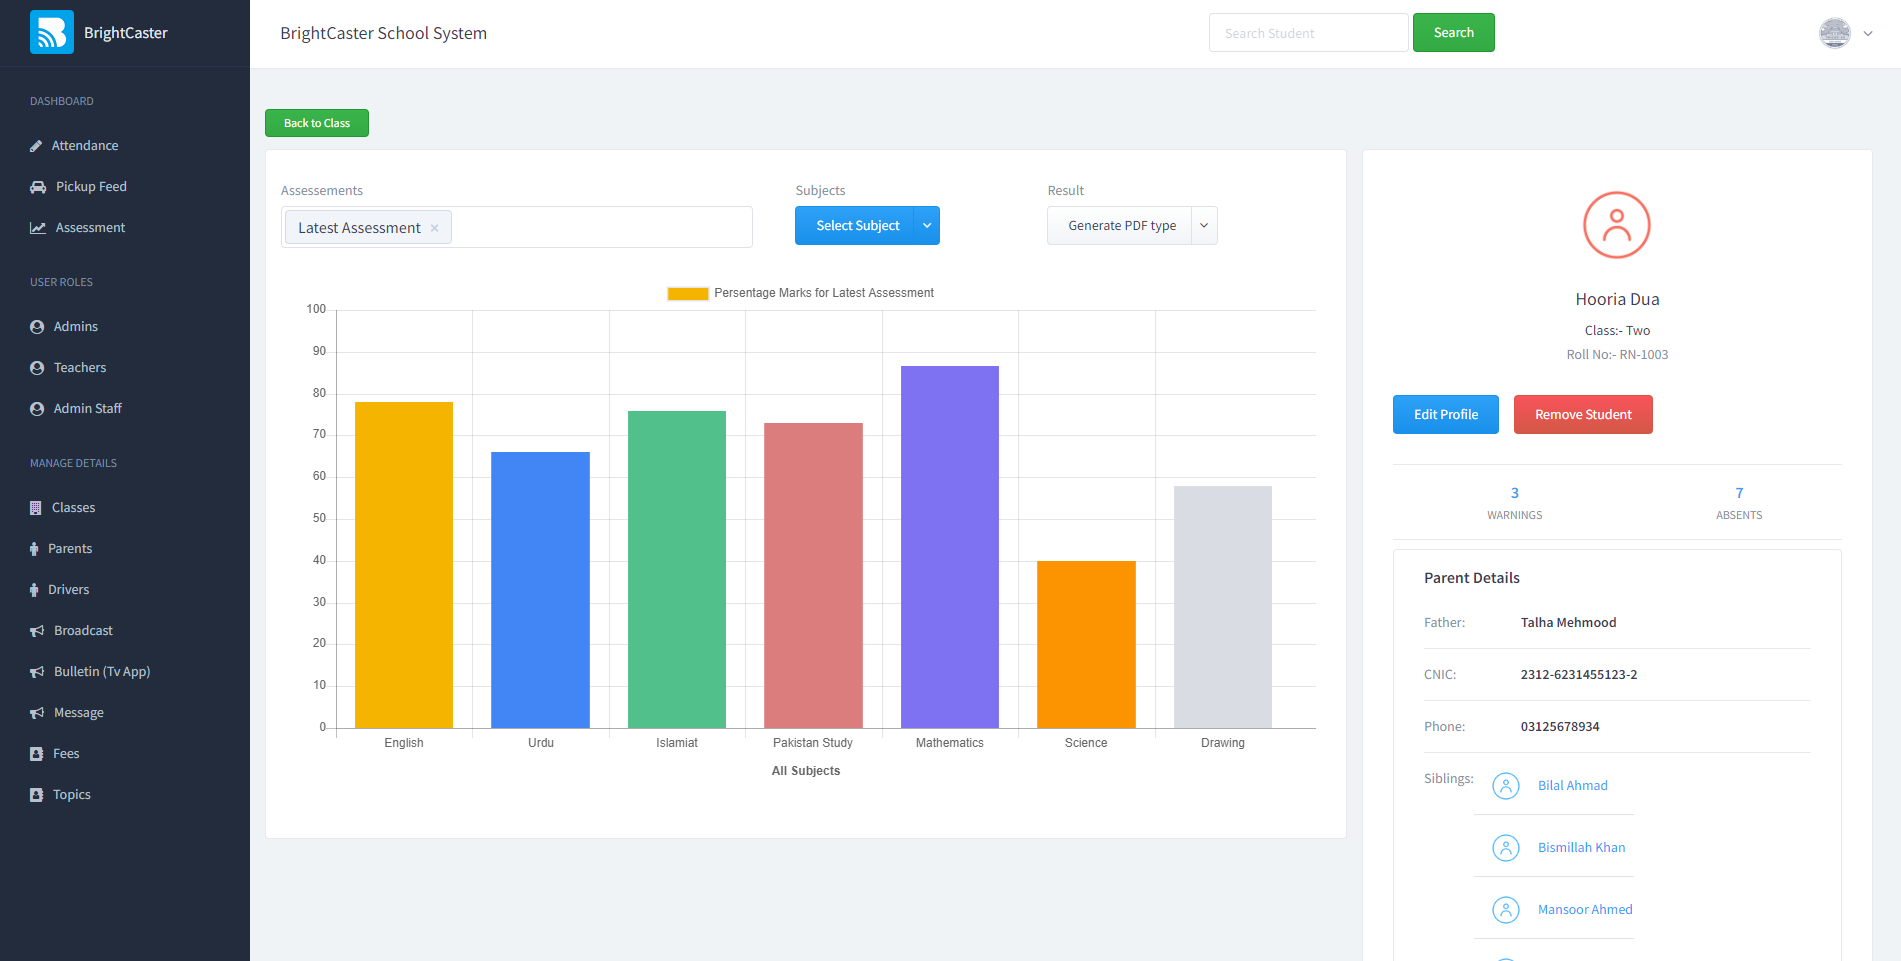 BrightCaster
BrightCaster School System
Search Student
Search
DASHBOARD
Attendance
Pickup Feed
Assessment
USER ROLES
Admins
Teachers
Admin Staff
MANAGE DETAILS
Classes
Parents
Drivers
Broadcast
Bulletin (Tv App)
Message
Fees
Topics
Back to Class
Assessements
Latest Assessment ×
Subjects
Select Subject
Result
Generate PDF type
Persentage Marks for Latest Assessment
100
90
80
70
60
50
40
30
20
10
0
English Urdu Islamiat Pakistan Study Mathematics Science Drawing
All Subjects
Hooria Dua
Class:- Two
Roll No:- RN-1003
Edit Profile
Remove Student
3
WARNINGS
7
ABSENTS
Parent Details
Father: Talha Mehmood
CNIC: 2312-6231455123-2
Phone: 03125678934
Siblings: Bilal Ahmad
Bismillah Khan
Mansoor Ahmed